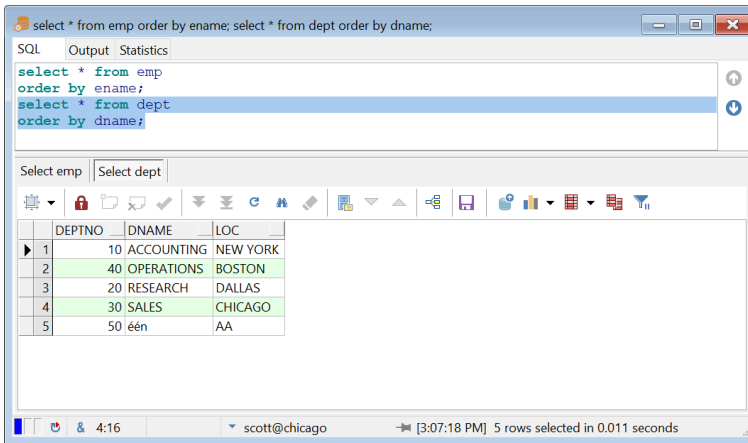 select * from emp order by ename; select * from dept order by dname;
SQL Output Statistics
select * from emp
order by ename;
select * from dept
order by dname;
Select emp Select dept
DEPTNO DNAME LOC
1 10 ACCOUNTING NEW YORK
2 40 OPERATIONS BOSTON
3 20 RESEARCH DALLAS
4 30 SALES CHICAGO
5 50 één AA
& 4:16 scott@chicago [3:07:18 PM] 5 rows selected in 0.011 seconds